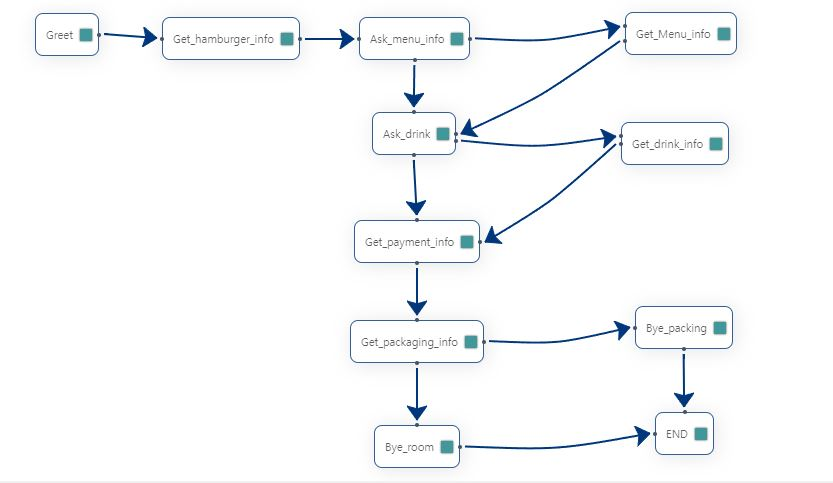 Greet
Get_hamburger_info
Ask_menu_info
Get_Menu_info
Ask_drink
Get_drink_info
Get_payment_info
Get_packaging_info
Bye_packing
Bye_room
END